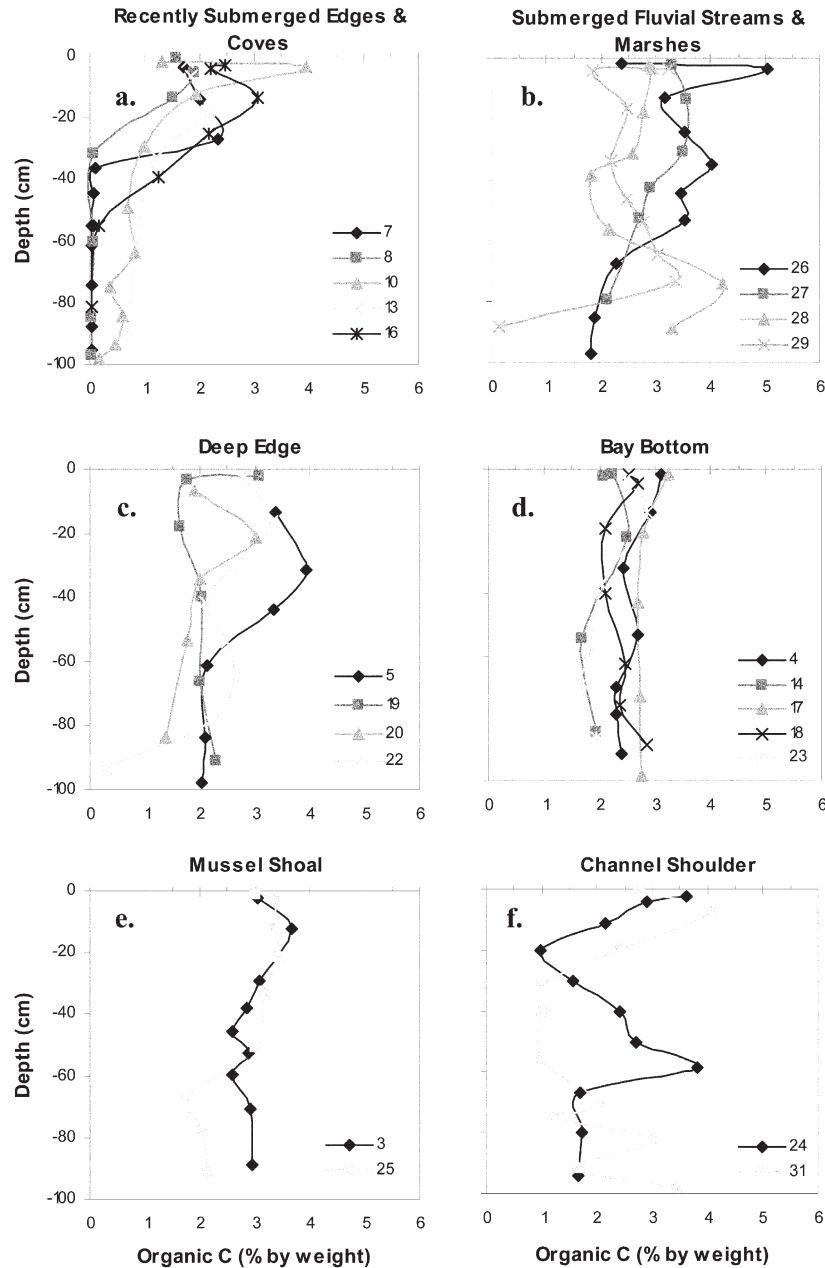 Recently Submerged Edges &
Coves
Submerged Fluvial Streams &
Marshes
0
-20
-40
-60
-80
-100
Depth (cm)
a.
7
8
10
13
16
0 1 2 3 4 5 6
b.
26
27
28
29
0 1 2 3 4 5 6
Deep Edge
Bay Bottom
0
-20
-40
-60
-80
-100
Depth (cm)
c.
5
19
20
22
0 1 2 3 4 5 6
d.
4
14
17
18
23
0 1 2 3 4 5 6
Mussel Shoal
Channel Shoulder
0
-20
-40
-60
-80
-100
Depth (cm)
e.
3
25
0 1 2 3 4 5 6
Organic C (% by weight)
f.
24
31
0 1 2 3 4 5 6
Organic C (% by weight)